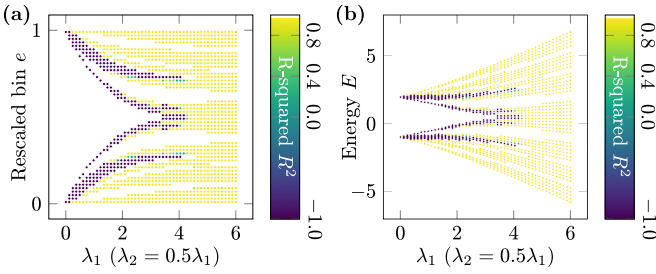 (a)
1
0
Rescaled bin e
0
2
4
6
λ₁ (λ₂ = 0.5λ₁)
0.8
0.4
0.0
−1.0
R-squared R²
(b)
5
0
−5
Energy E
0
2
4
6
λ₁ (λ₂ = 0.5λ₁)
0.8
0.4
0.0
−1.0
R-squared R²